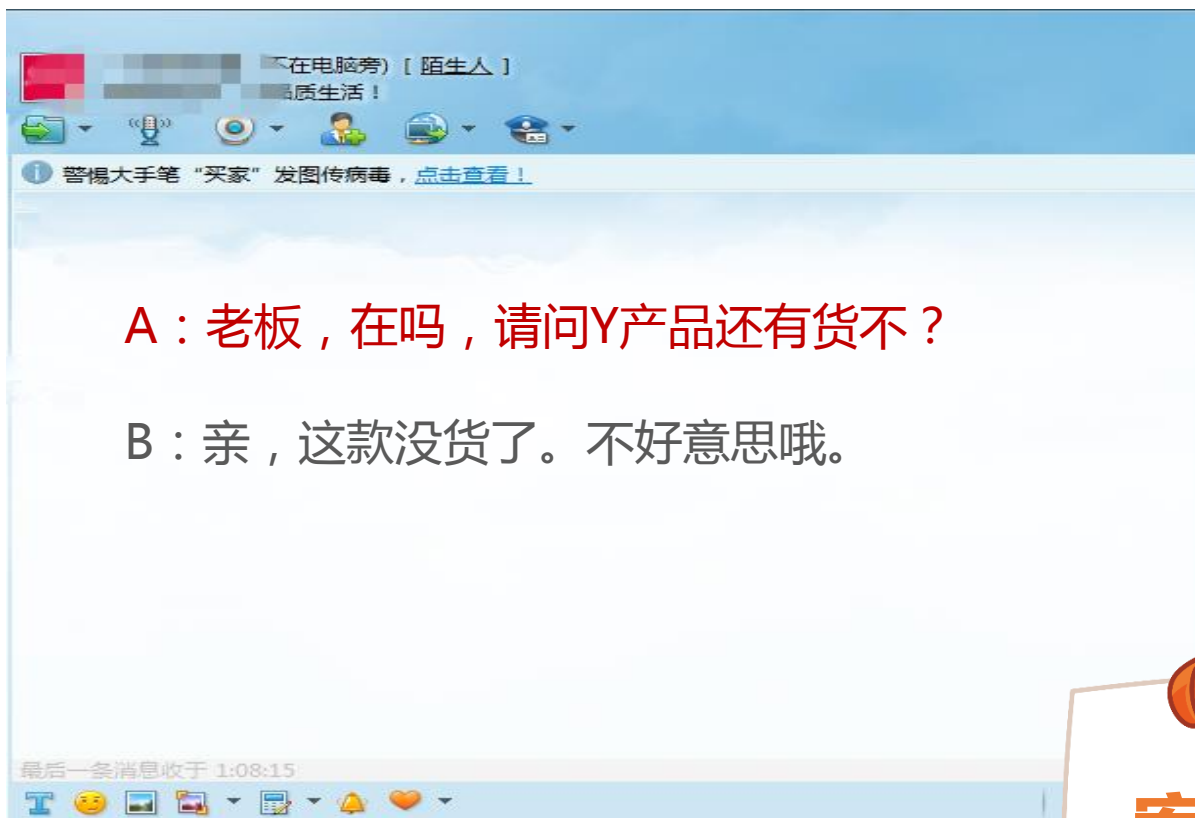 不在电脑旁) [ 陌生人 ]
品质生活！
警惕大手笔“买家”发图传病毒，点击查看！
A：老板，在吗，请问Y产品还有货不？
B：亲，这款没货了。不好意思哦。
最后一条消息收于 1:08:15